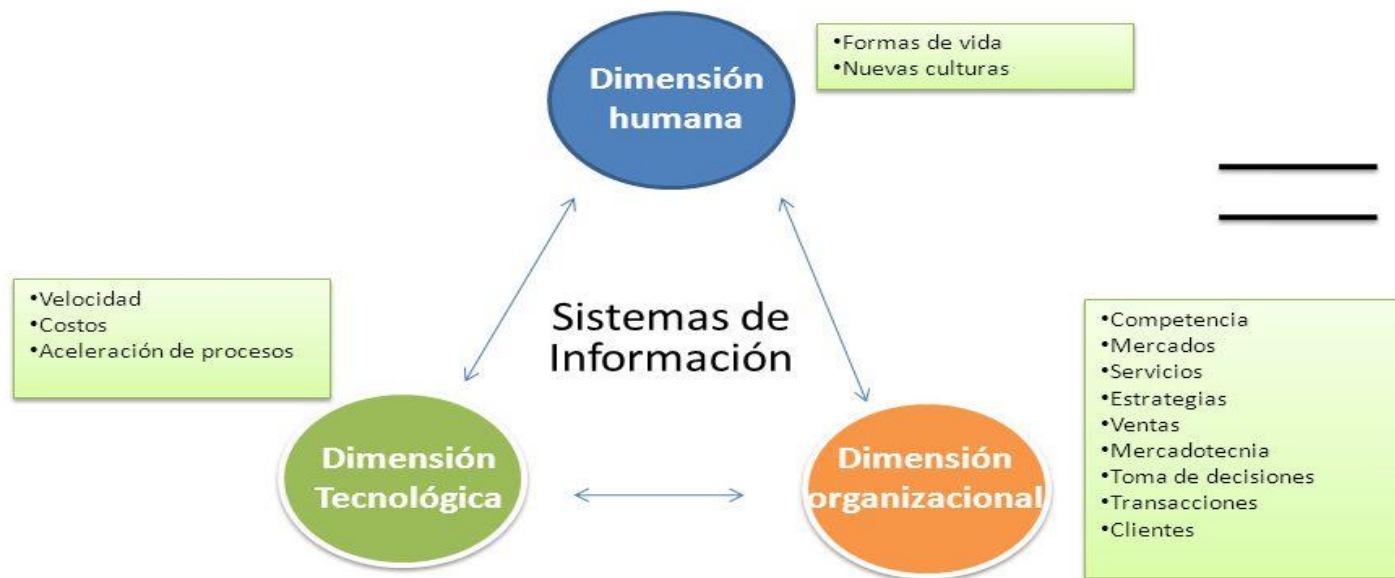 Dimensión
humana
•Formas de vida
•Nuevas culturas
•Velocidad
•Costos
•Aceleración de procesos
Sistemas de
Información
•Competencia
•Mercados
•Servicios
•Estrategias
•Ventas
•Mercadotecnia
•Toma de decisiones
•Transacciones
•Clientes
Dimensión
Tecnológica
Dimensión
organizacional